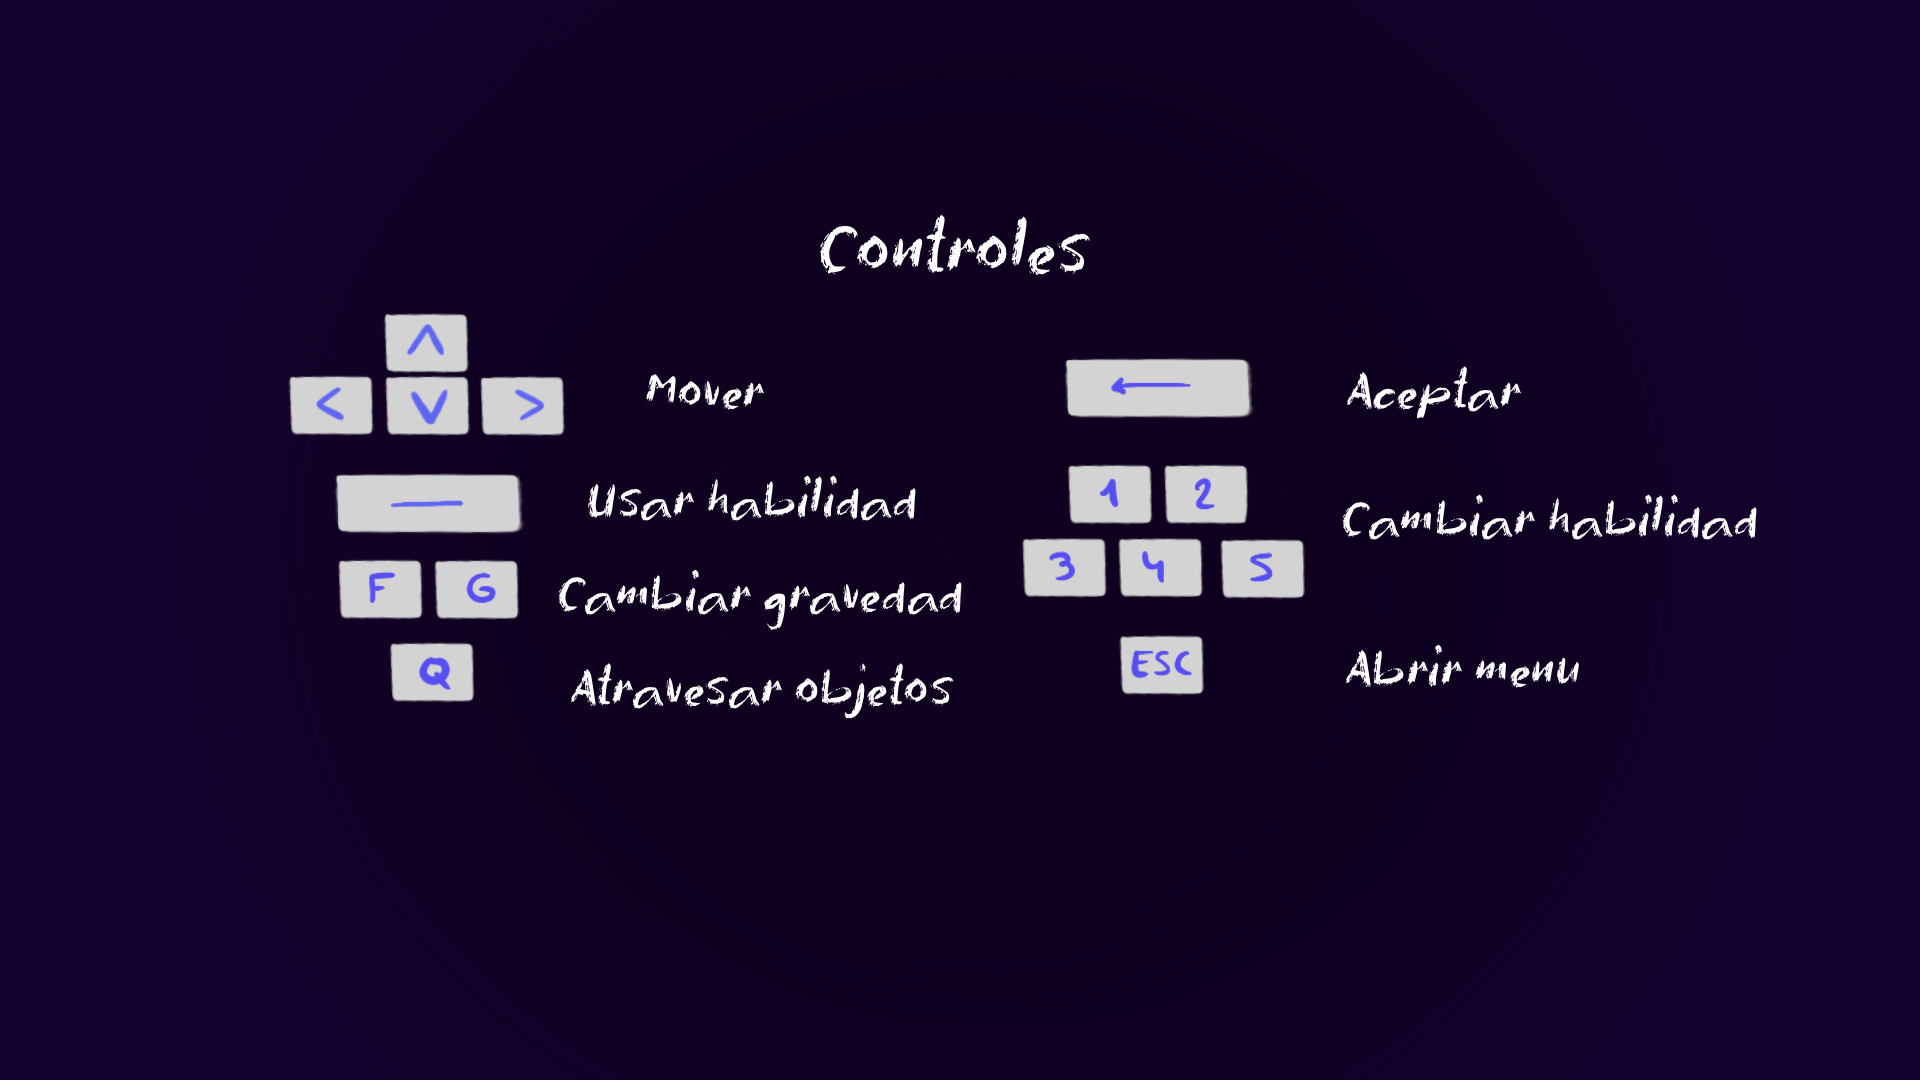 Controles
^
< V >
Mover
Usar habilidad
F G
Cambiar gravedad
Q
Atravesar objetos
←
Aceptar
1 2
3 4 5
Cambiar habilidad
ESC
Abrir menu